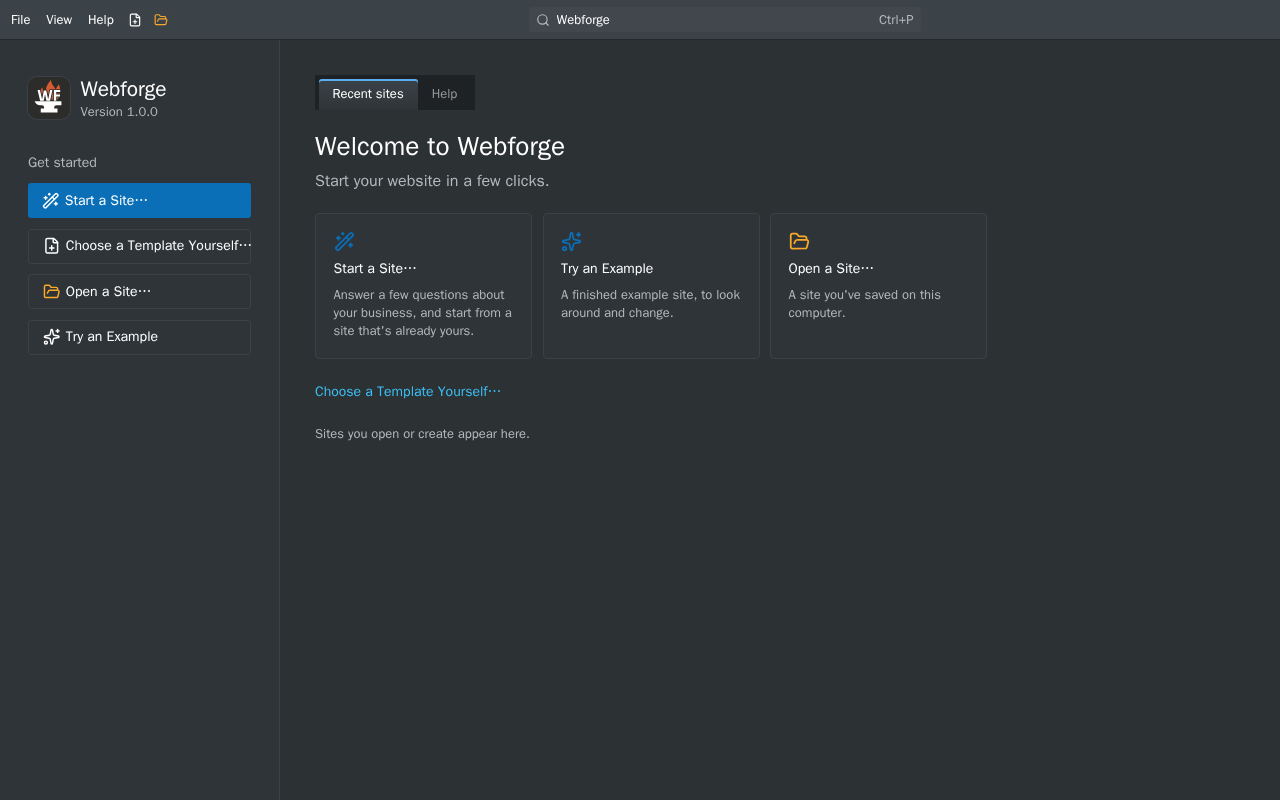 File View Help
Webforge Ctrl+P
WF
Webforge
Version 1.0.0
Get started
Start a Site…
Choose a Template Yourself…
Open a Site…
Try an Example
Recent sites Help
Welcome to Webforge
Start your website in a few clicks.
Start a Site…
Answer a few questions about
your business, and start from a
site that's already yours.
Try an Example
A finished example site, to look
around and change.
Open a Site…
A site you've saved on this
computer.
Choose a Template Yourself…
Sites you open or create appear here.